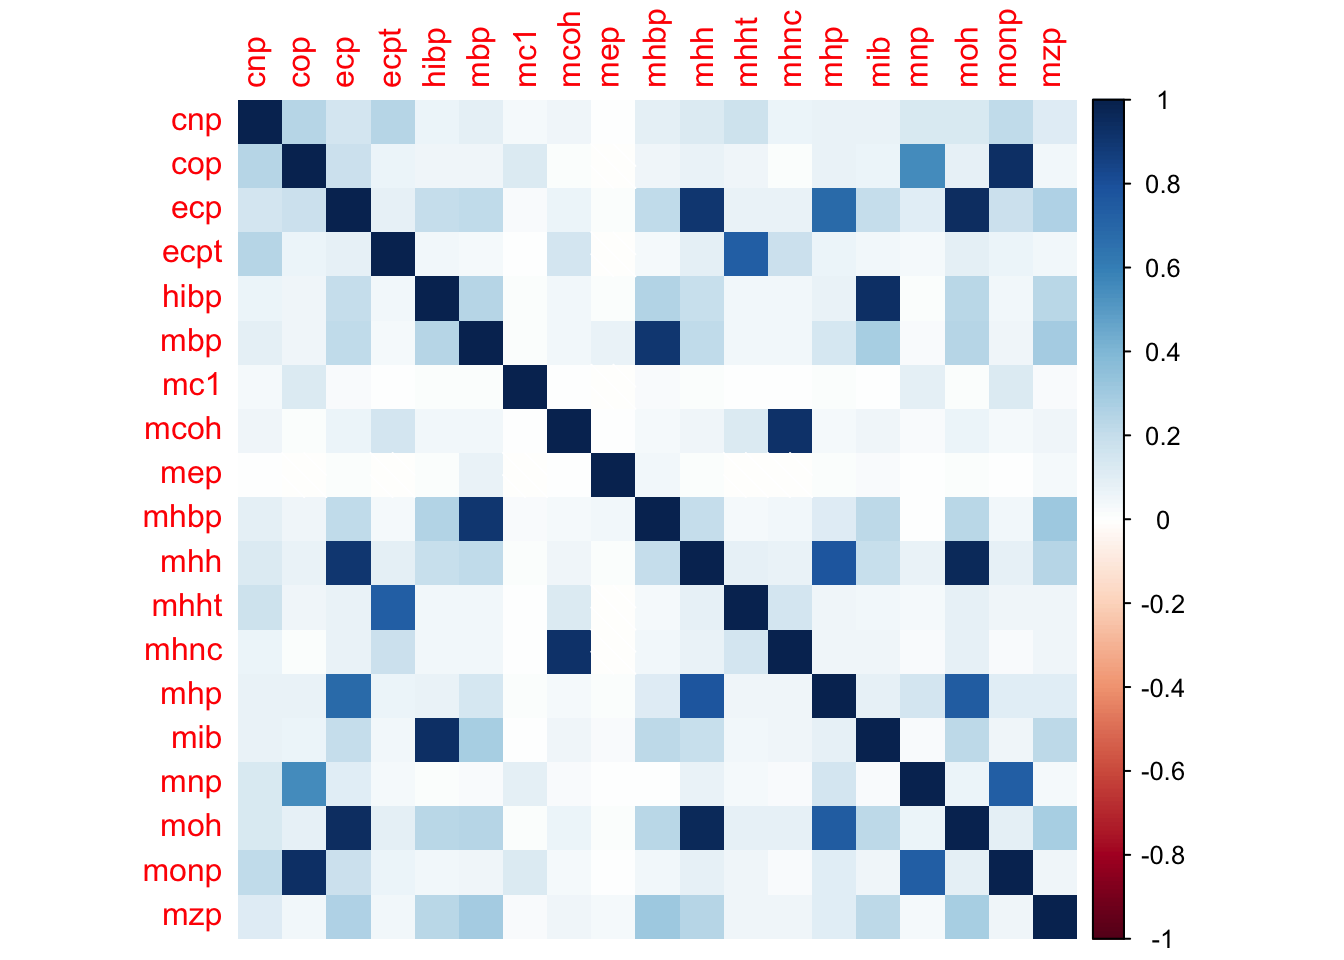 cnp cop ecp ecpt hibp mbp mc1 mcoh mep mhbp mhh mhht mhnc mhp mib mnp moh monp mzp
cnp
cop
ecp
ecpt
hibp
mbp
mc1
mcoh
mep
mhbp
mhh
mhht
mhnc
mhp
mib
mnp
moh
monp
mzp
1
0.8
0.6
0.4
0.2
0
-0.2
-0.4
-0.6
-0.8
-1